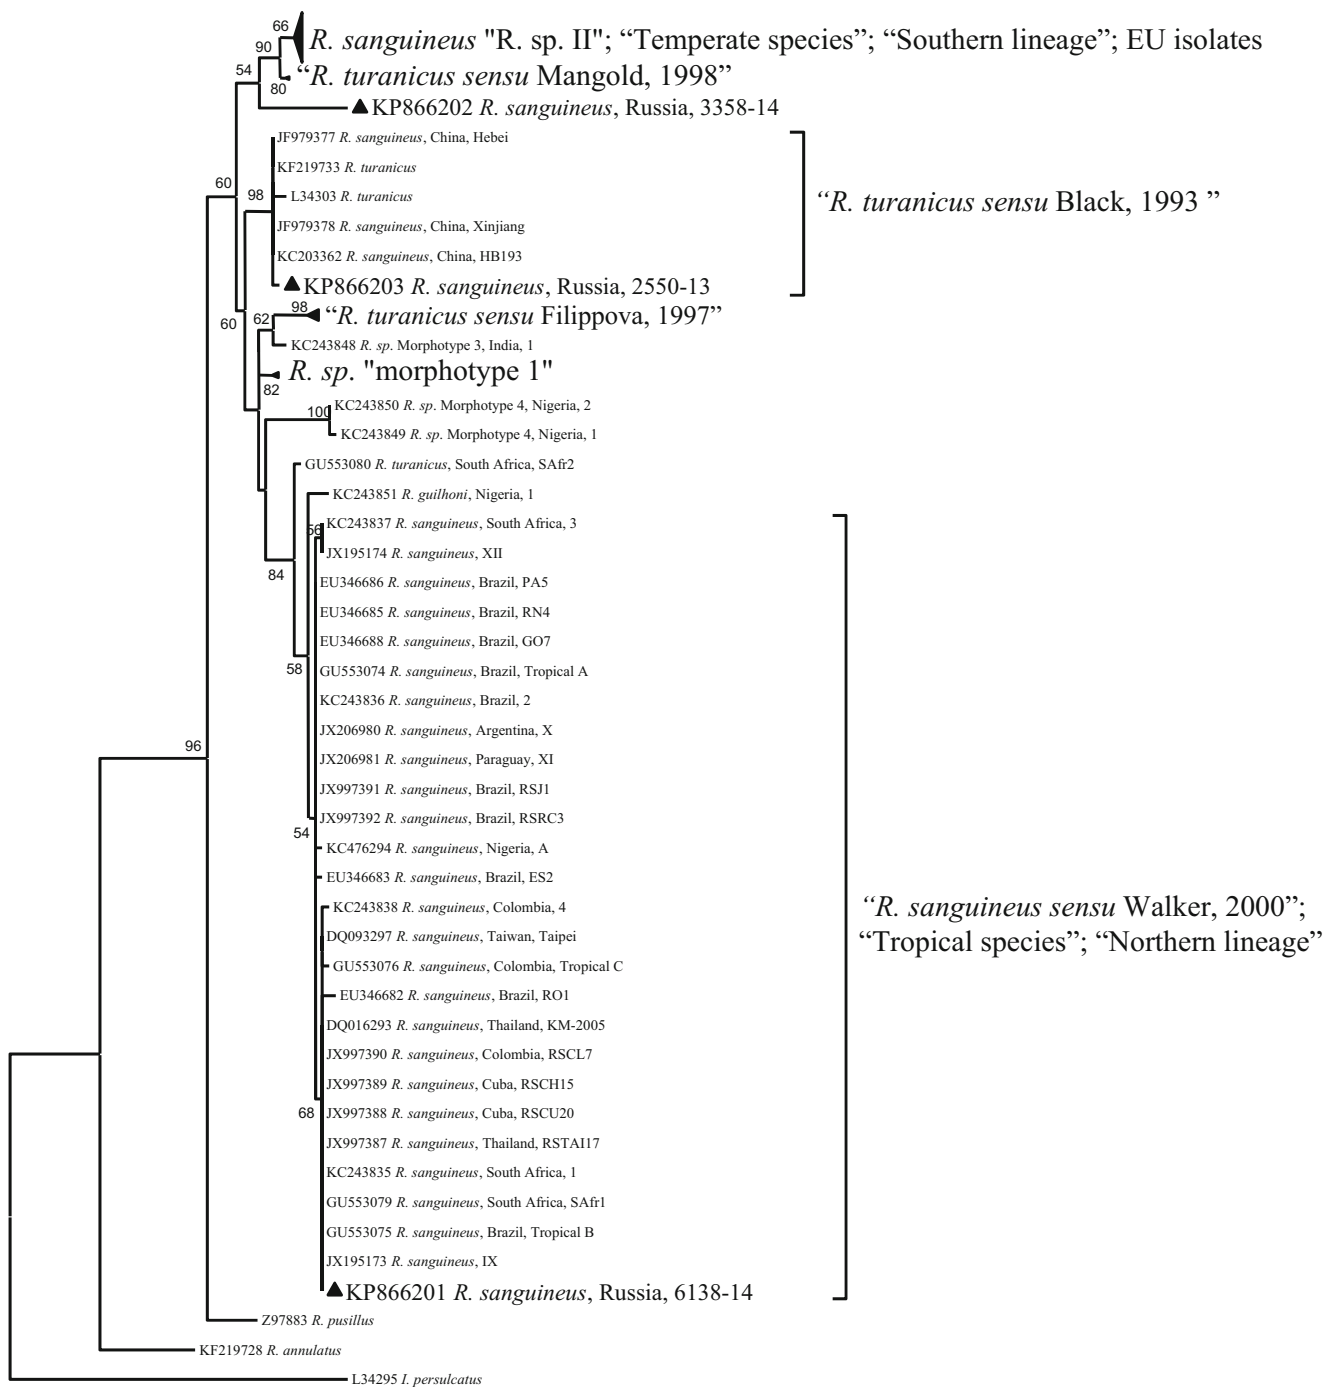 66
R. sanguineus "R. sp. II"; “Temperate species”; “Southern lineage”; EU isolates
90
“R. turanicus sensu Mangold, 1998”
54
80
KP866202 R. sanguineus, Russia, 3358-14
JF979377 R. sanguineus, China, Hebei
KF219733 R. turanicus
60
98
L34303 R. turanicus
“R. turanicus sensu Black, 1993 ”
JF979378 R. sanguineus, China, Xinjiang
KC203362 R. sanguineus, China, HB193
KP866203 R. sanguineus, Russia, 2550-13
98
“R. turanicus sensu Filippova, 1997”
60
62
KC243848 R. sp. Morphotype 3, India, 1
R. sp. "morphotype 1"
82
KC243850 R. sp. Morphotype 4, Nigeria, 2
100
KC243849 R. sp. Morphotype 4, Nigeria, 1
GU553080 R. turanicus, South Africa, SAfr2
KC243851 R. guilhoni, Nigeria, 1
KC243837 R. sanguineus, South Africa, 3
56
JX195174 R. sanguineus, XII
84
EU346686 R. sanguineus, Brazil, PA5
EU346685 R. sanguineus, Brazil, RN4
EU346688 R. sanguineus, Brazil, GO7
58
GU553074 R. sanguineus, Brazil, Tropical A
KC243836 R. sanguineus, Brazil, 2
JX206980 R. sanguineus, Argentina, X
96
JX206981 R. sanguineus, Paraguay, XI
JX997391 R. sanguineus, Brazil, RSJ1
JX997392 R. sanguineus, Brazil, RSRC3
54
KC476294 R. sanguineus, Nigeria, A
EU346683 R. sanguineus, Brazil, ES2
KC243838 R. sanguineus, Colombia, 4
“R. sanguineus sensu Walker, 2000”;
“Tropical species”; “Northern lineage”
DQ093297 R. sanguineus, Taiwan, Taipei
GU553076 R. sanguineus, Colombia, Tropical C
EU346682 R. sanguineus, Brazil, RO1
DQ016293 R. sanguineus, Thailand, KM-2005
JX997390 R. sanguineus, Colombia, RSCL7
JX997389 R. sanguineus, Cuba, RSCH15
68
JX997388 R. sanguineus, Cuba, RSCU20
JX997387 R. sanguineus, Thailand, RSTAI17
KC243835 R. sanguineus, South Africa, 1
GU553079 R. sanguineus, South Africa, SAfr1
GU553075 R. sanguineus, Brazil, Tropical B
JX195173 R. sanguineus, IX
KP866201 R. sanguineus, Russia, 6138-14
Z97883 R. pusillus
KF219728 R. annulatus
L34295 I. persulcatus